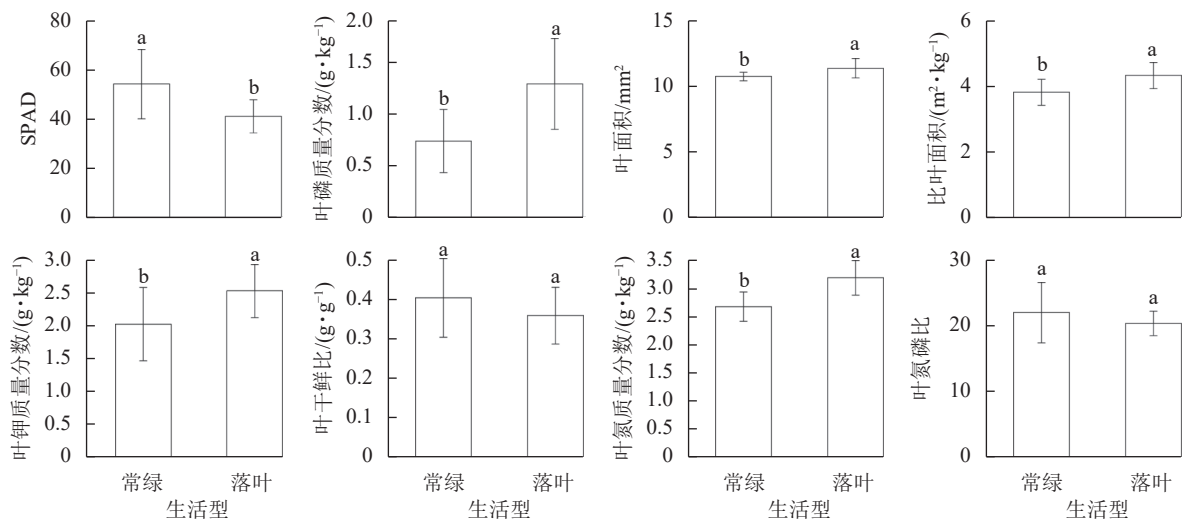 SPAD
80
60
40
20
0
a
b
叶磷质量分数/(g·kg⁻¹)
2.0
1.5
1.0
0.5
0
b
a
叶面积/mm²
15
10
5
0
b
a
比叶面积/(m²·kg⁻¹)
6
4
2
0
b
a
叶钾质量分数/(g·kg⁻¹)
3.0
2.5
2.0
1.5
1.0
0.5
0
b
a
常绿 落叶
生活型
叶干鲜比/(g·g⁻¹)
0.5
0.4
0.3
0.2
0.1
0
a
a
常绿 落叶
生活型
叶氮质量分数/(g·kg⁻¹)
3.5
3.0
2.5
2.0
1.5
1.0
0.5
0
b
a
常绿 落叶
生活型
叶氮磷比
30
20
10
0
a
a
常绿 落叶
生活型